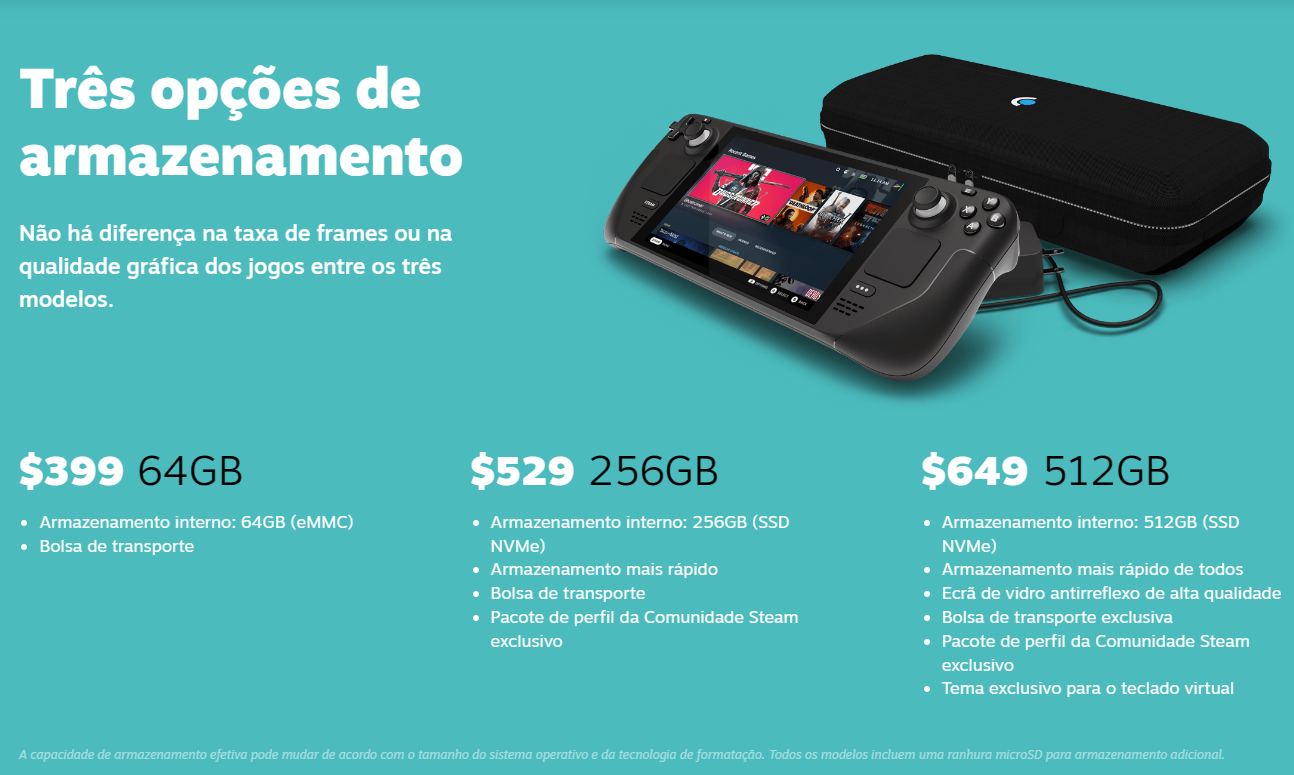 Três opções de
armazenamento
Não há diferença na taxa de frames ou na
qualidade gráfica dos jogos entre os três
modelos.
$399 64GB
Armazenamento interno: 64GB (eMMC)
Bolsa de transporte
$529 256GB
Armazenamento interno: 256GB (SSD
NVMe)
Armazenamento mais rápido
Bolsa de transporte
Pacote de perfil da Comunidade Steam
exclusivo
$649 512GB
Armazenamento interno: 512GB (SSD
NVMe)
Armazenamento mais rápido de todos
Ecrã de vidro antirreflexo de alta qualidade
Bolsa de transporte exclusiva
Pacote de perfil da Comunidade Steam
exclusivo
Tema exclusivo para o teclado virtual
A capacidade de armazenamento efetiva pode mudar de acordo com o tamanho do sistema operativo e da tecnologia de formatação. Todos os modelos incluem uma ranhura microSD para armazenamento adicional.
Recent Games
STEAM